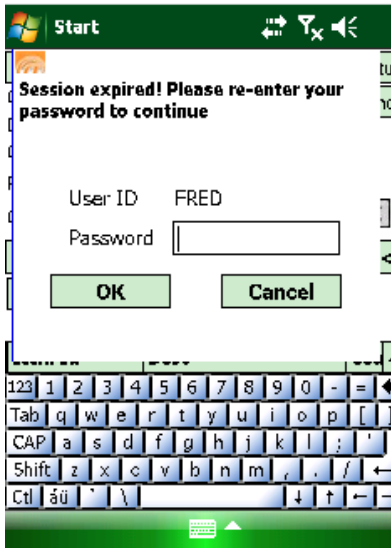 Start
Session expired! Please re-enter your
password to continue
User ID FRED
Password
OK Cancel
123 1 2 3 4 5 6 7 8 9 0 - =
Tab q w e r t y u i o p [ ]
CAP a s d f g h j k l ; '
Shift z x c v b n m , . /
Ctl áü ` \